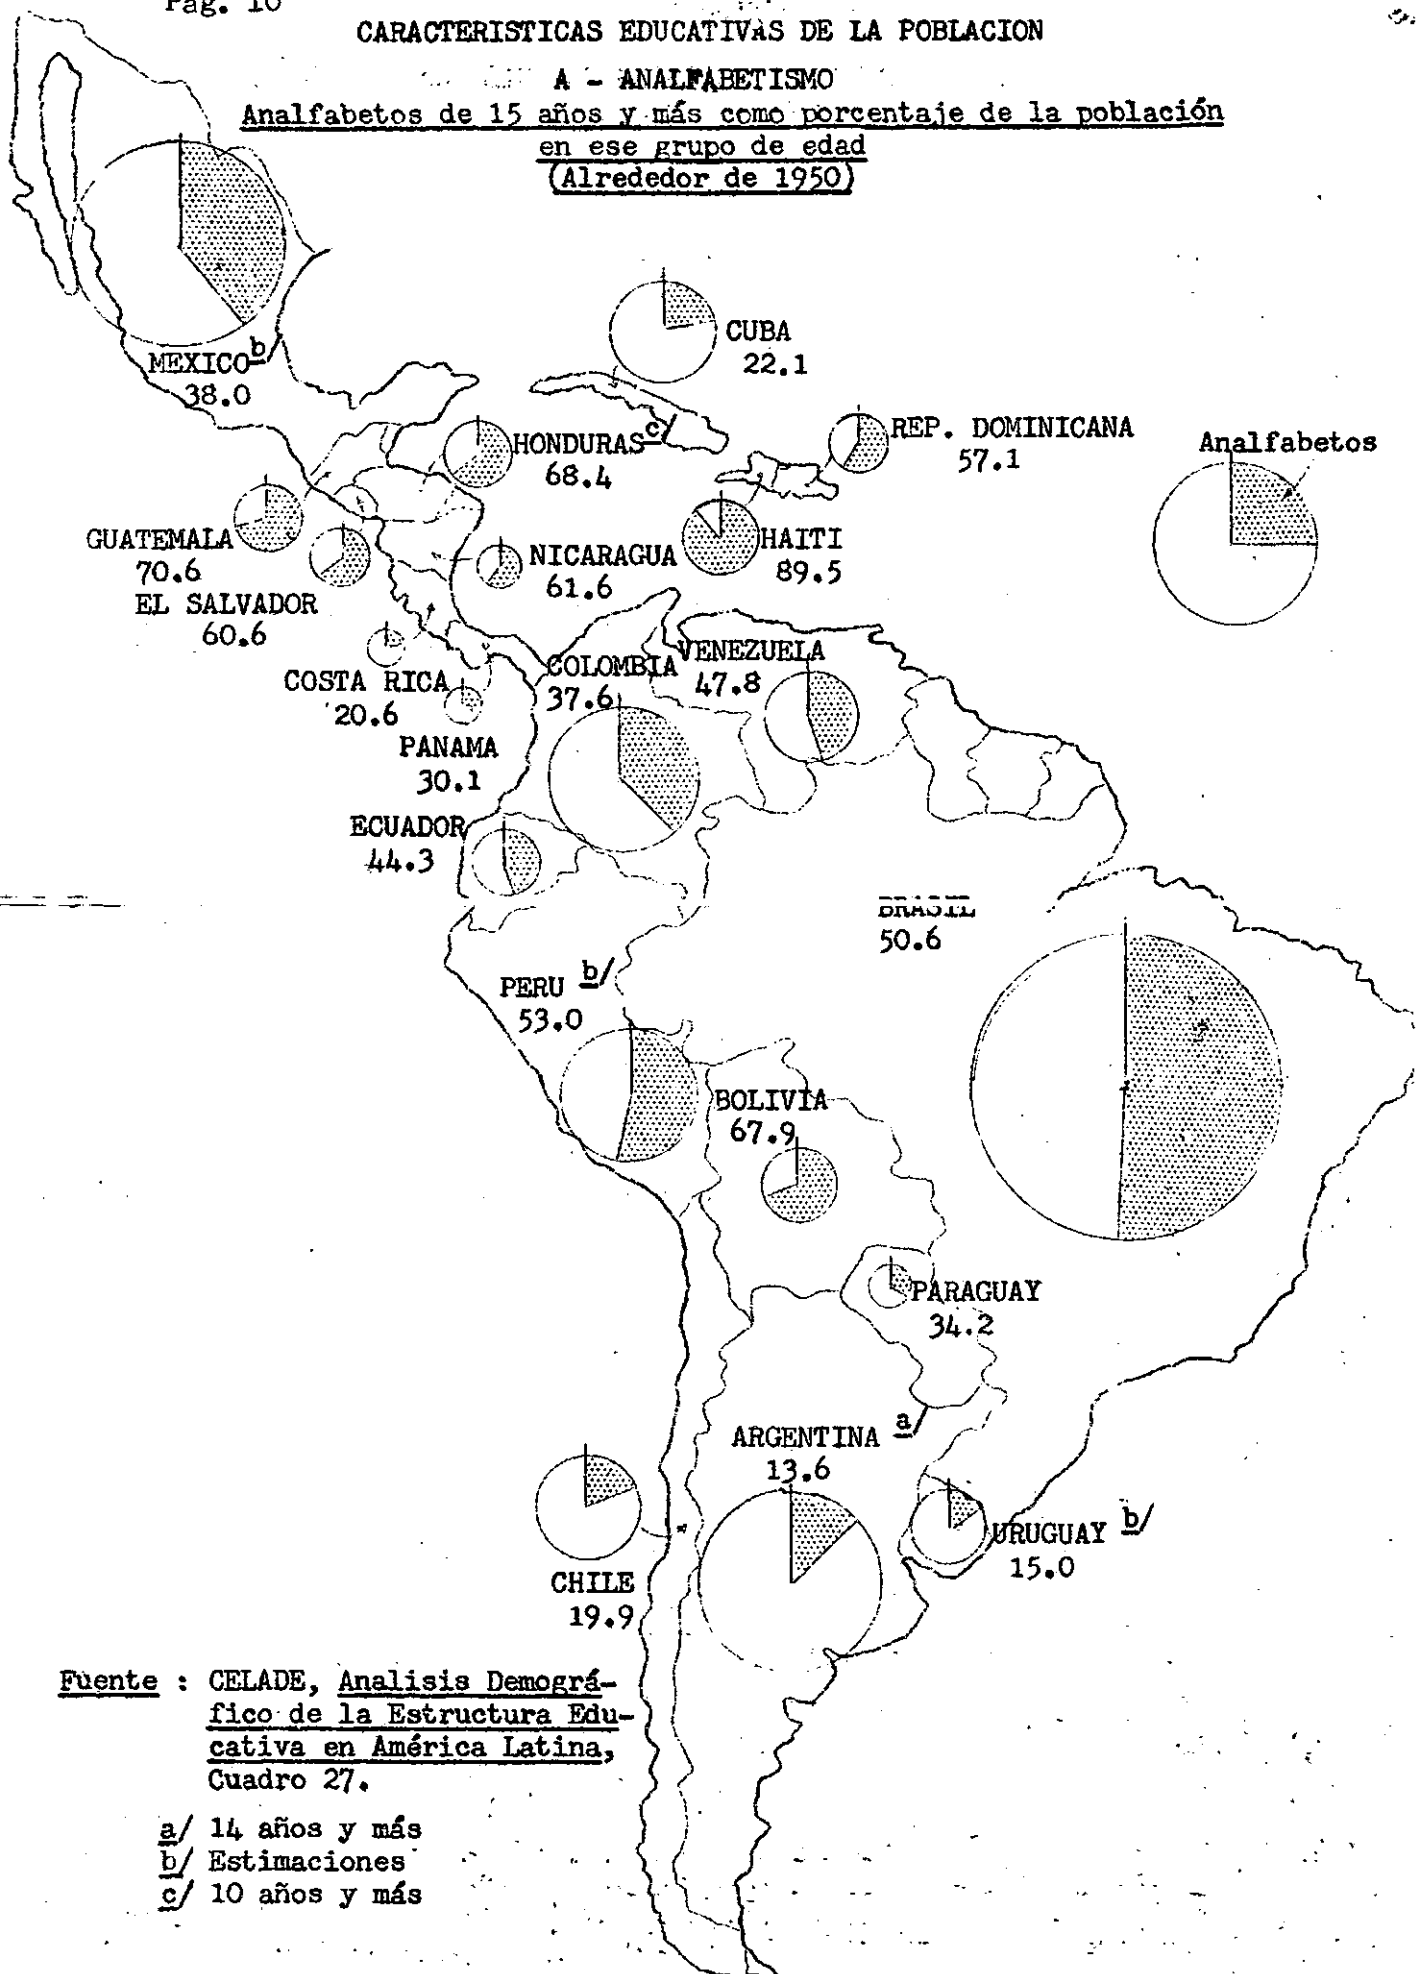 Pag. 10
CARACTERISTICAS EDUCATIVAS DE LA POBLACION
A - ANALFABETISMO
Analfabetos de 15 años y más como porcentaje de la población
en ese grupo de edad
(Alrededor de 1950)
MEXICO b/
38.0
CUBA
22.1
HONDURAS c/
68.4
REP. DOMINICANA
57.1
Analfabetos
GUATEMALA
70.6
EL SALVADOR
60.6
NICARAGUA
61.6
HAITI
89.5
COSTA RICA
20.6
PANAMA
30.1
COLOMBIA
37.6
VENEZUELA
47.8
ECUADOR
44.3
BRASIL
50.6
PERU b/
53.0
BOLIVIA
67.9
PARAGUAY
34.2
ARGENTINA a/
13.6
URUGUAY b/
15.0
CHILE
19.9
Fuente : CELADE, Analisis Demográ-
fico de la Estructura Edu-
cativa en América Latina,
Cuadro 27.
a/ 14 años y más
b/ Estimaciones
c/ 10 años y más